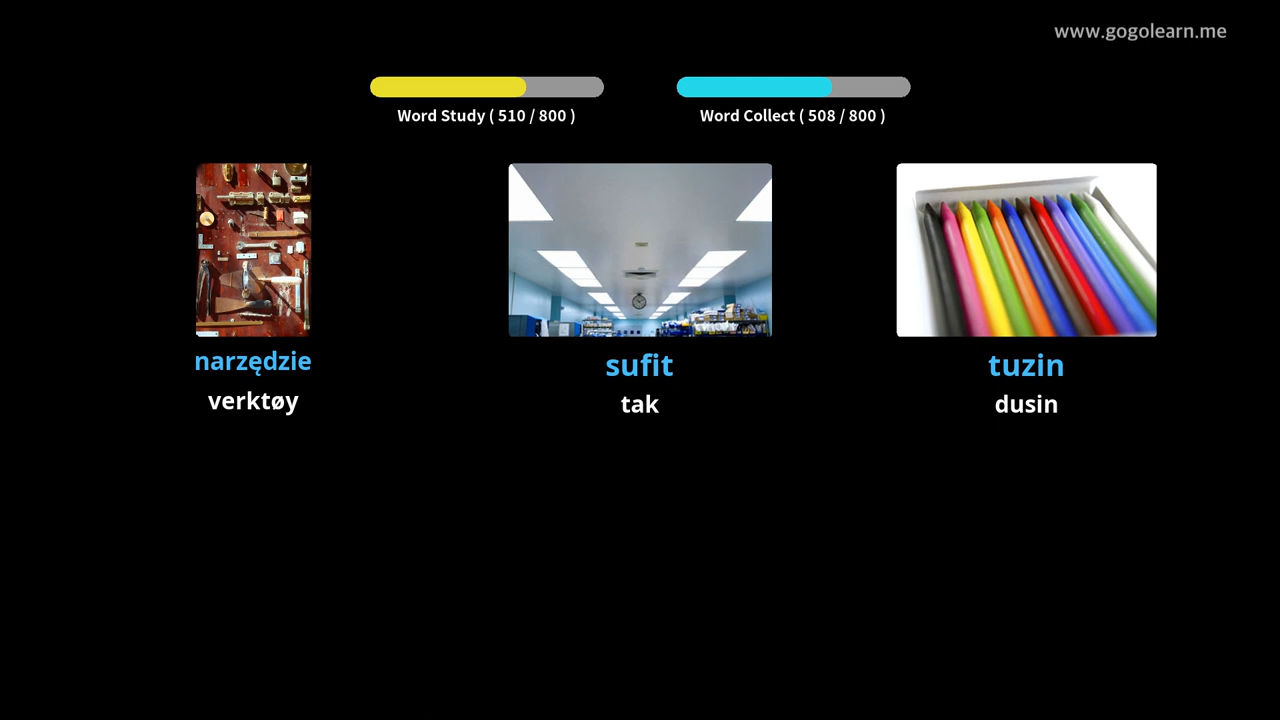 www.gogolearn.me
Word Study ( 510 / 800 )
Word Collect ( 508 / 800 )
narzędzie
verktøy
sufit
tak
tuzin
dusin